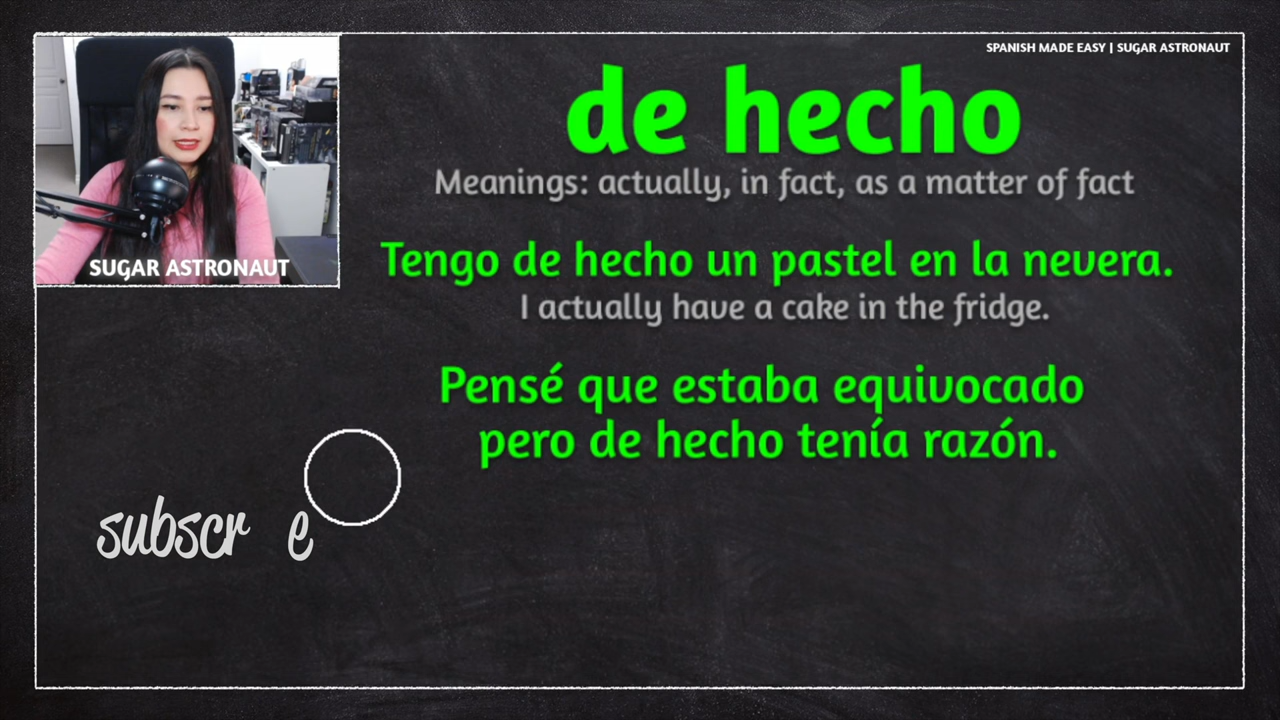 SPANISH MADE EASY | SUGAR ASTRONAUT
de hecho
Meanings: actually, in fact, as a matter of fact
Tengo de hecho un pastel en la nevera.
I actually have a cake in the fridge.
Pensé que estaba equivocado
pero de hecho tenía razón.
SUGAR ASTRONAUT
subscr e